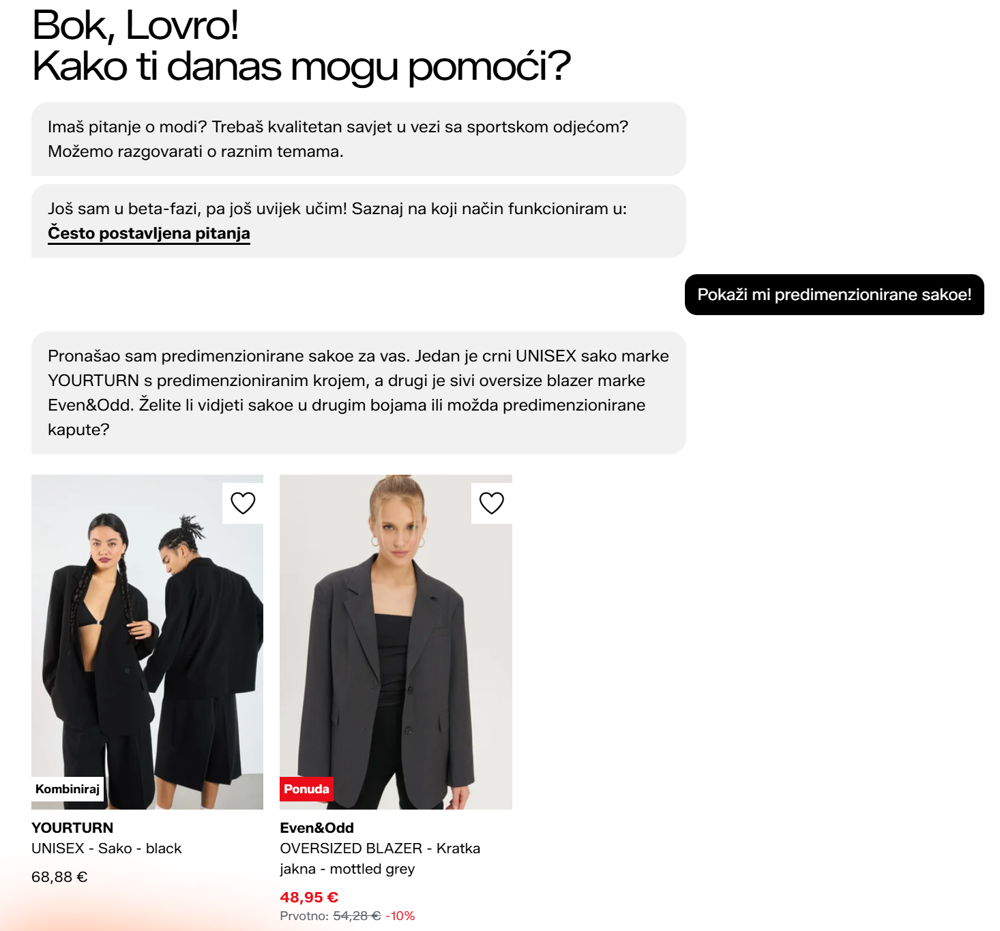 Bok, Lovro!
Kako ti danas mogu pomoći?
Imaš pitanje o modi? Trebaš kvalitetan savjet u vezi sa sportskom odjećom?
Možemo razgovarati o raznim temama.
Još sam u beta-fazi, pa još uvijek učim! Saznaj na koji način funkcioniram u:
Često postavljena pitanja
Pokaži mi predimenzionirane sakoe!
Pronašao sam predimenzionirane sakoe za vas. Jedan je crni UNISEX sako marke
YOURTURN s predimenzioniranim krojem, a drugi je sivi oversize blazer marke
Even&Odd. Želite li vidjeti sakoe u drugim bojama ili možda predimenzionirane
kapute?
Kombiniraj
YOURTURN
UNISEX - Sako - black
68,88 €
Ponuda
Even&Odd
OVERSIZED BLAZER - Kratka
jakna - mottled grey
48,95 €
Prvotno: 54,28 € -10%